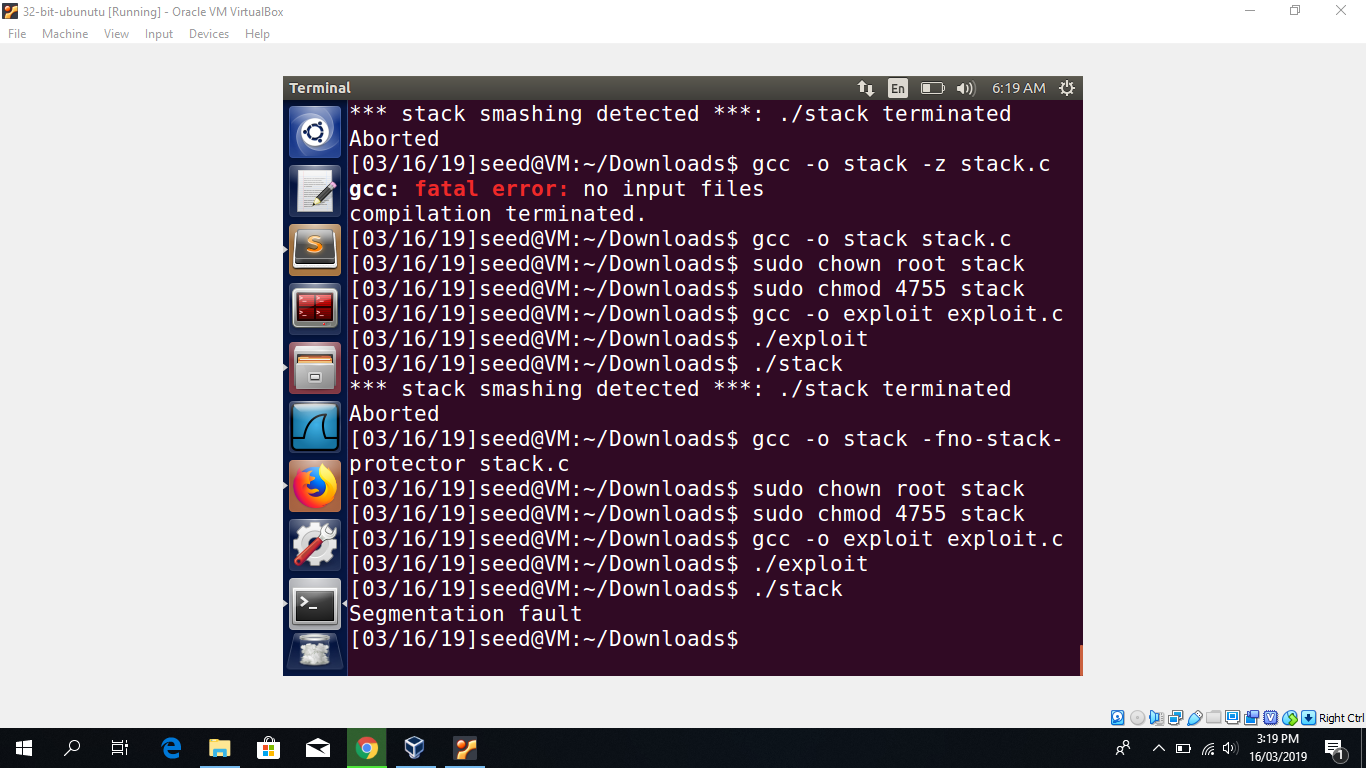 32-bit-ubunutu [Running] - Oracle VM VirtualBox
File Machine View Input Devices Help
Terminal En 6:19 AM
*** stack smashing detected ***: ./stack terminated
Aborted
[03/16/19]seed@VM:~/Downloads$ gcc -o stack -z stack.c
gcc: fatal error: no input files
compilation terminated.
[03/16/19]seed@VM:~/Downloads$ gcc -o stack stack.c
[03/16/19]seed@VM:~/Downloads$ sudo chown root stack
[03/16/19]seed@VM:~/Downloads$ sudo chmod 4755 stack
[03/16/19]seed@VM:~/Downloads$ gcc -o exploit exploit.c
[03/16/19]seed@VM:~/Downloads$ ./exploit
[03/16/19]seed@VM:~/Downloads$ ./stack
*** stack smashing detected ***: ./stack terminated
Aborted
[03/16/19]seed@VM:~/Downloads$ gcc -o stack -fno-stack-
protector stack.c
[03/16/19]seed@VM:~/Downloads$ sudo chown root stack
[03/16/19]seed@VM:~/Downloads$ sudo chmod 4755 stack
[03/16/19]seed@VM:~/Downloads$ gcc -o exploit exploit.c
[03/16/19]seed@VM:~/Downloads$ ./exploit
[03/16/19]seed@VM:~/Downloads$ ./stack
Segmentation fault
[03/16/19]seed@VM:~/Downloads$
Right Ctrl
3:19 PM
16/03/2019
1